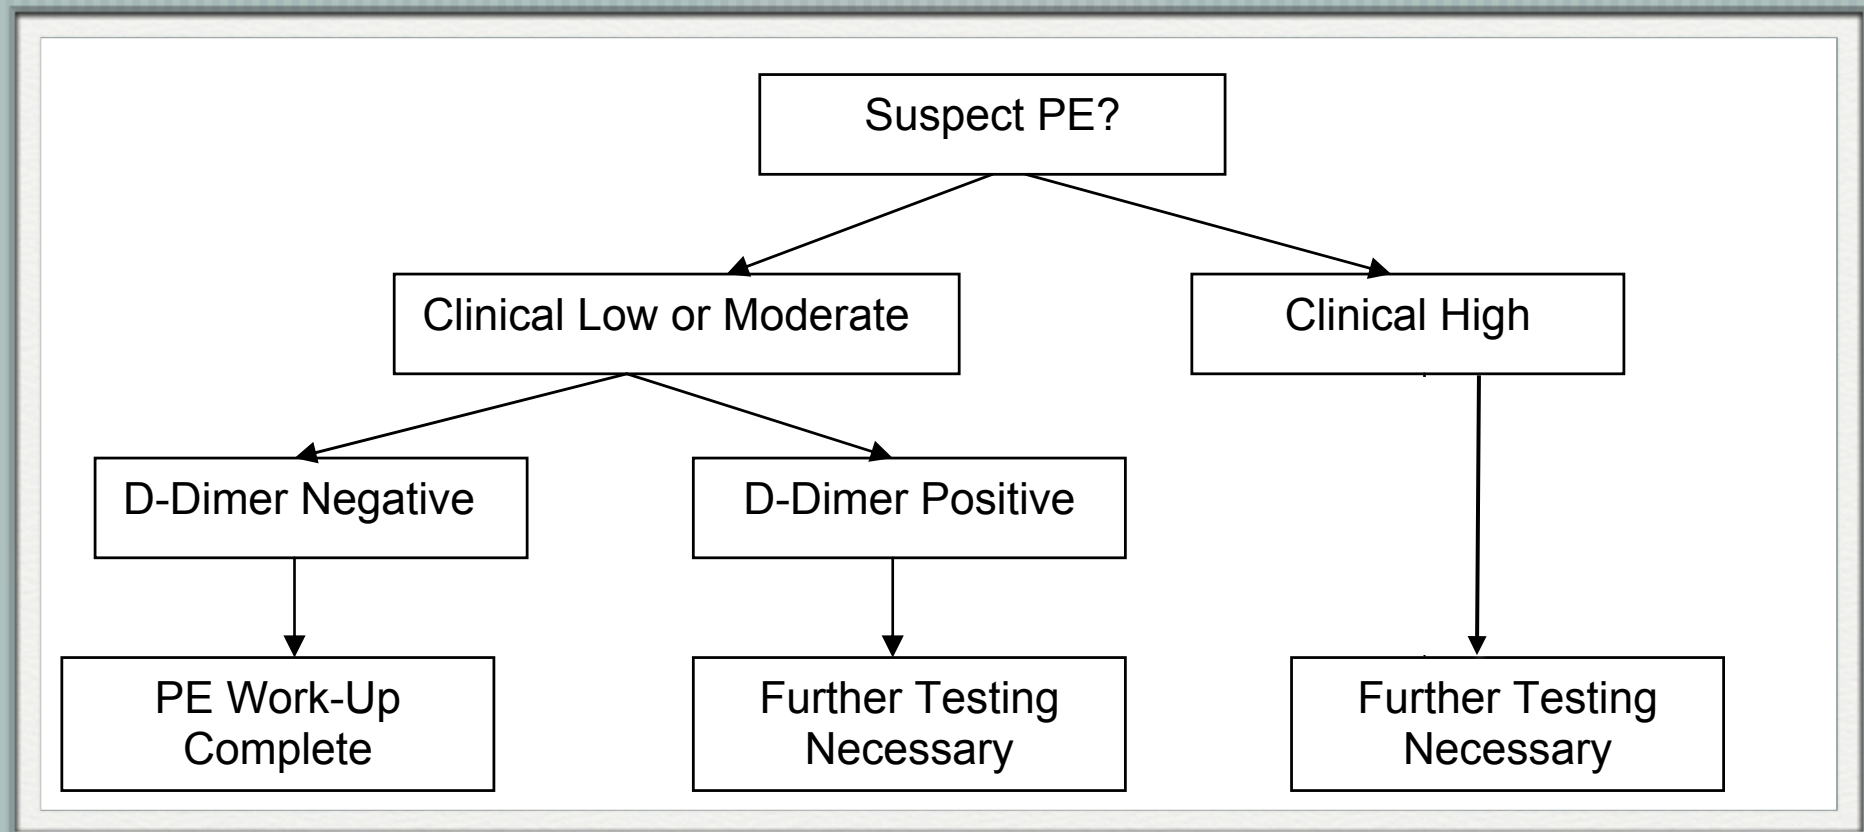 Suspect PE?
Clinical Low or Moderate
Clinical High
D-Dimer Negative
D-Dimer Positive
PE Work-Up
Complete
Further Testing
Necessary
Further Testing
Necessary